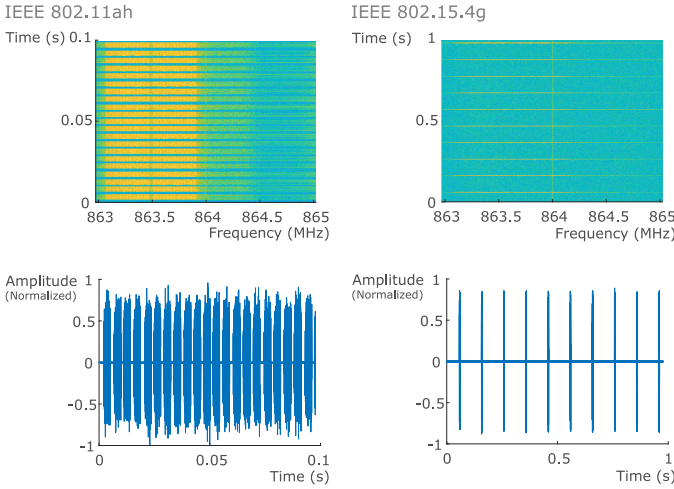 IEEE 802.11ah
IEEE 802.15.4g
Time (s)
0.1
0.05
0
863
863.5
864
864.5
865
Frequency (MHz)
Time (s)
1
0.5
0
863
863.5
864
864.5
865
Frequency (MHz)
Amplitude
(Normalized)
1
0.5
0
-0.5
-1
0
0.05
0.1
Time (s)
Amplitude
(Normalized)
1
0.5
0
-0.5
-1
0
0.5
1
Time (s)